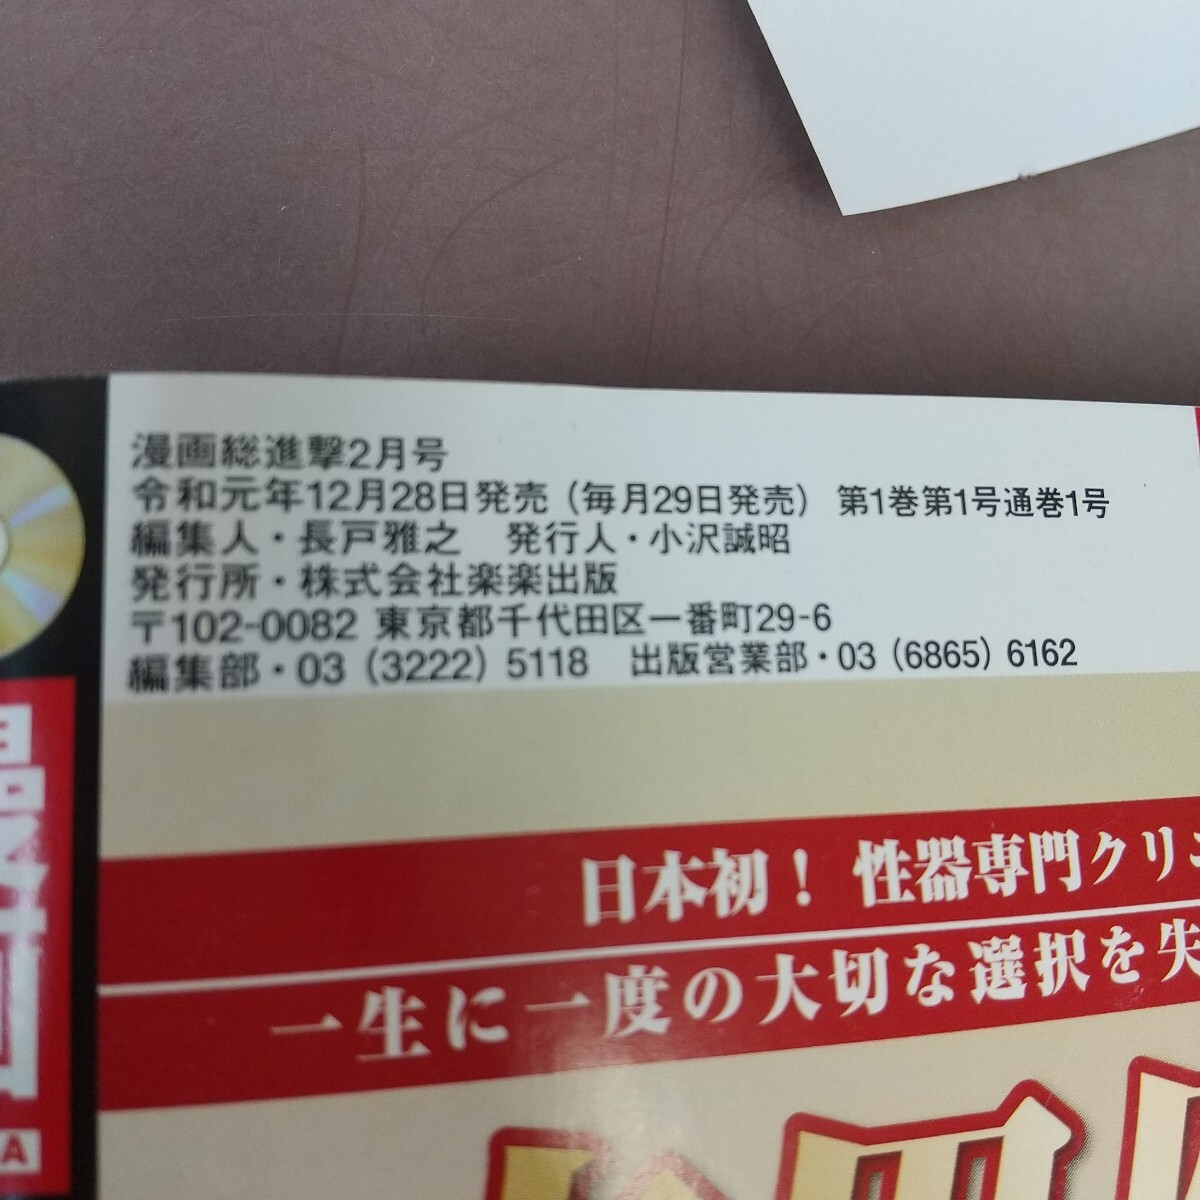 漫画総進撃2月号
令和元年12月28日発売（毎月29日発売） 第1巻第1号通巻1号
編集人・長戸雅之　発行人・小沢誠昭
発行所・株式会社楽楽出版
〒102-0082 東京都千代田区一番町29-6
編集部・03（3222）5118　出版営業部・03（6865）6162
日本初！ 性器専門クリ
一生に一度の大切な選択を失
A